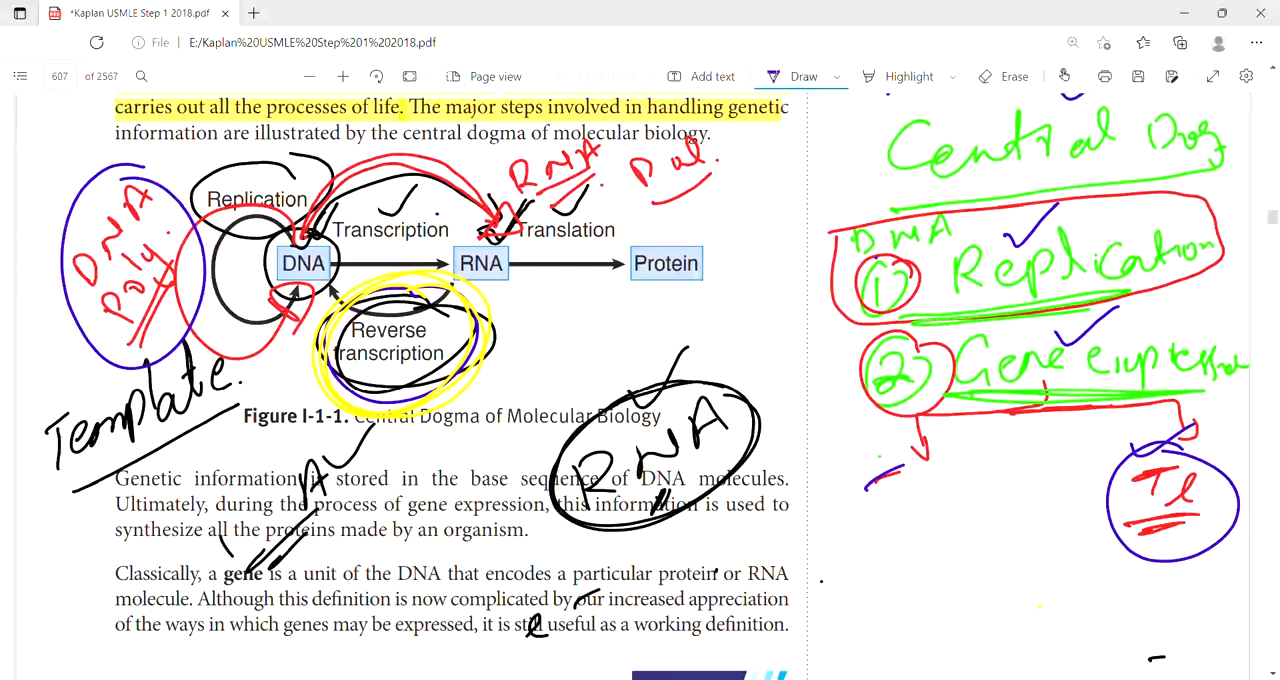 *Kaplan USMLE Step 1 2018.pdf
File E:/Kaplan%20USMLE%20Step%201%202018.pdf
607 of 2567 Page view Add text Draw Highlight Erase
carries out all the processes of life. The major steps involved in handling genetic
information are illustrated by the central dogma of molecular biology.
Central Dog
RNA Pol.
Replication
Transcription Translation
DNA Poly
DNA RNA Protein
DNA
1 Replication
Reverse
transcription
2 Gene expression
Template.
Figure I-1-1. Central Dogma of Molecular Biology
RNA
Tl
Genetic information is stored in the base sequence of DNA molecules.
Ultimately, during the process of gene expression, this information is used to
synthesize all the proteins made by an organism.
Classically, a gene is a unit of the DNA that encodes a particular protein or RNA
molecule. Although this definition is now complicated by our increased appreciation
of the ways in which genes may be expressed, it is still useful as a working definition.